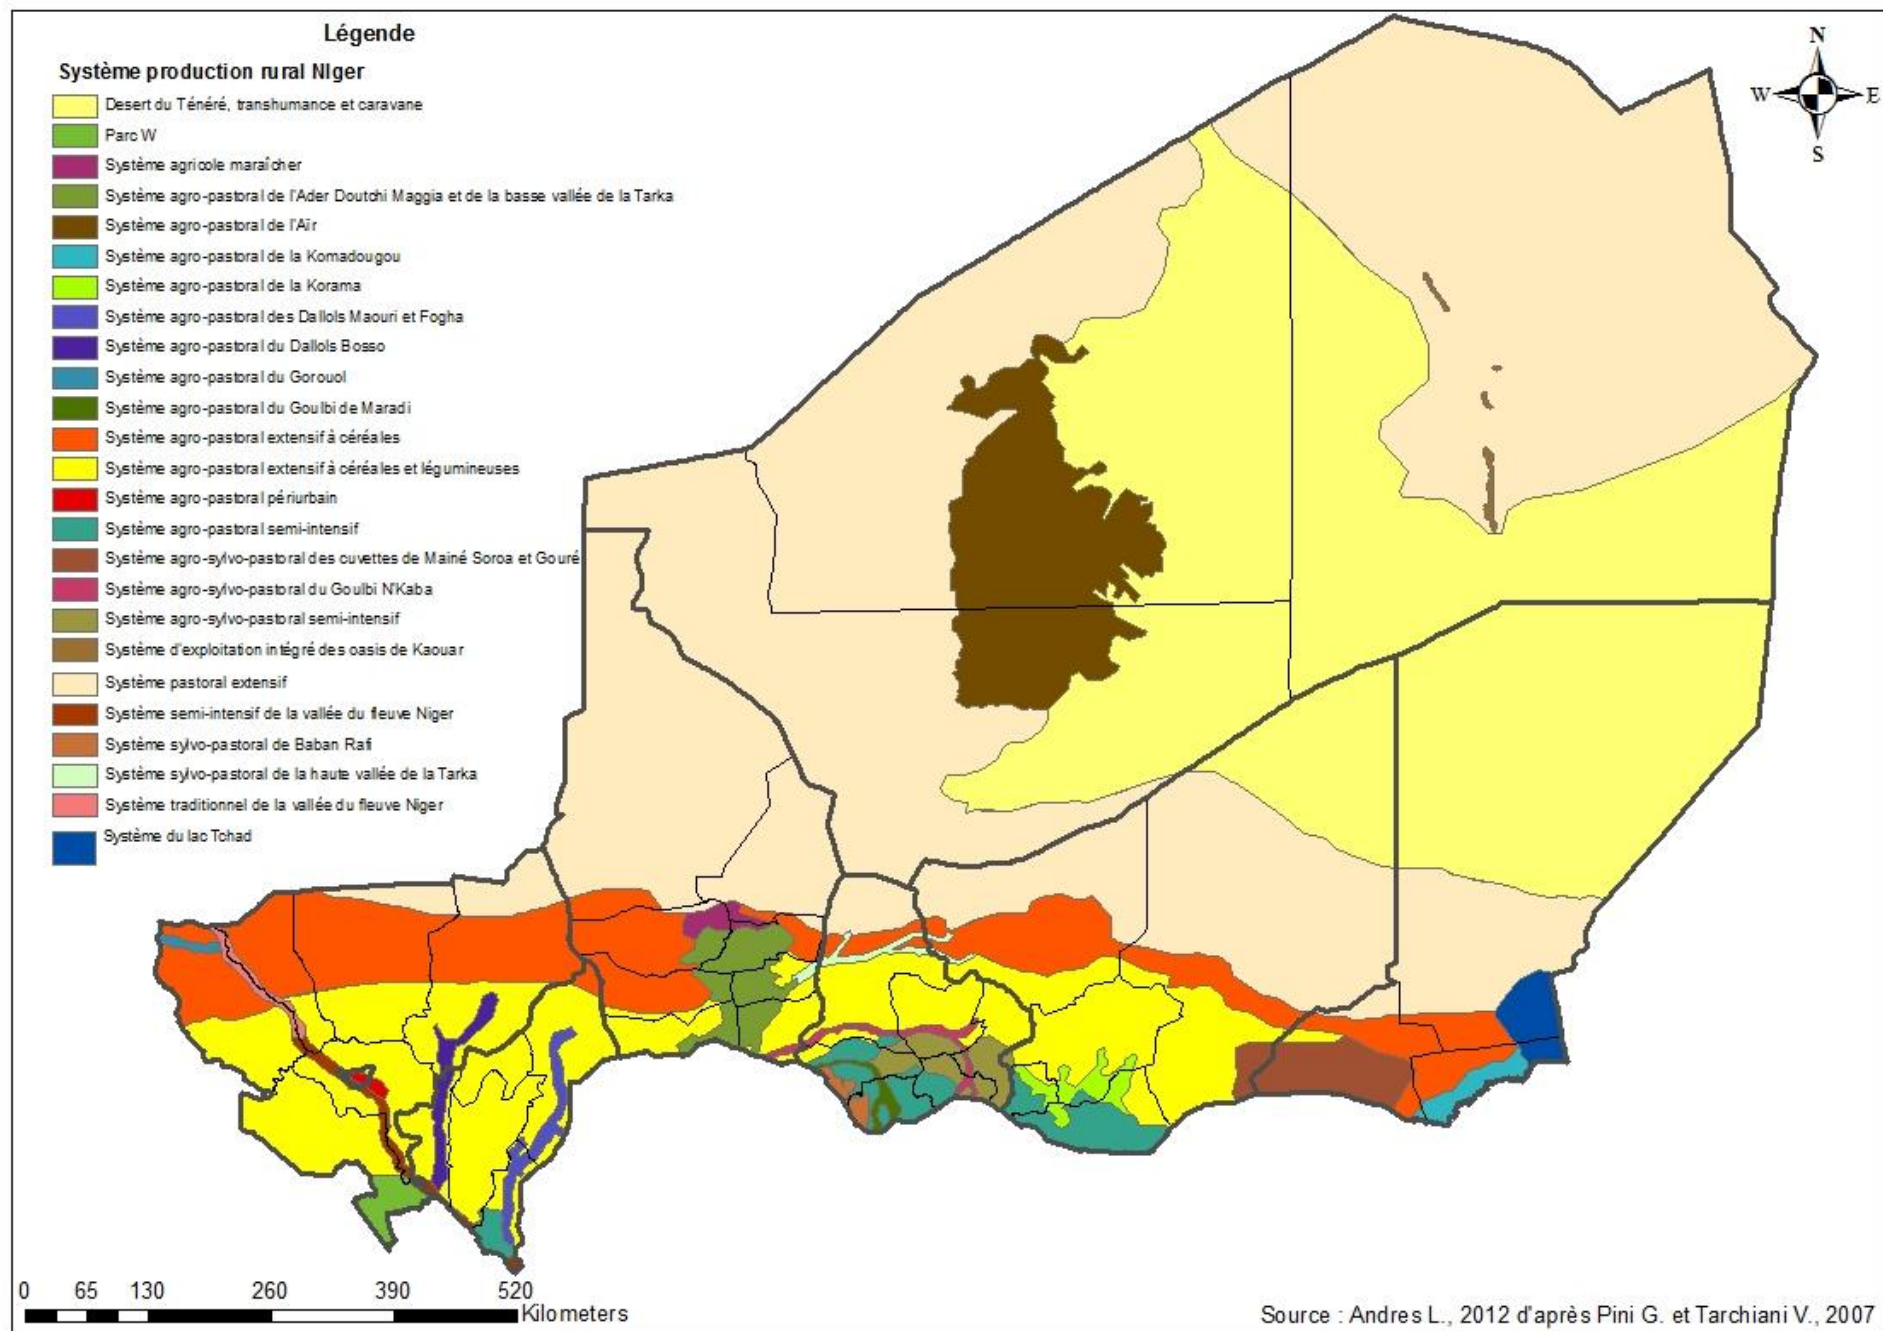 Légende
Système production rural NIger
Desert du Ténéré, transhumance et caravane
Parc W
Système agricole maraîcher
Système agro-pastoral de l'Ader Doutchi Maggia et de la basse vallée de la Tarka
Système agro-pastoral de l'Aïr
Système agro-pastoral de la Komadougou
Système agro-pastoral de la Korama
Système agro-pastoral des Dallols Maouri et Fogha
Système agro-pastoral du Dallols Bosso
Système agro-pastoral du Gorouol
Système agro-pastoral du Goulbi de Maradi
Système agro-pastoral extensif à céréales
Système agro-pastoral extensif à céréales et légumineuses
Système agro-pastoral périurbain
Système agro-pastoral semi-intensif
Système agro-sylvo-pastoral des cuvettes de Mainé Soroa et Gouré
Système agro-sylvo-pastoral du Goulbi N'Kaba
Système agro-sylvo-pastoral semi-intensif
Système d'exploitation intégré des oasis de Kaouar
Système pastoral extensif
Système semi-intensif de la vallée du fleuve Niger
Système sylvo-pastoral de Baban Rafi
Système sylvo-pastoral de la haute vallée de la Tarka
Système traditionnel de la vallée du fleuve Niger
Système du lac Tchad
N
W E
S
0 65 130 260 390 520
Kilometers
Source : Andres L., 2012 d'après Pini G. et Tarchiani V., 2007